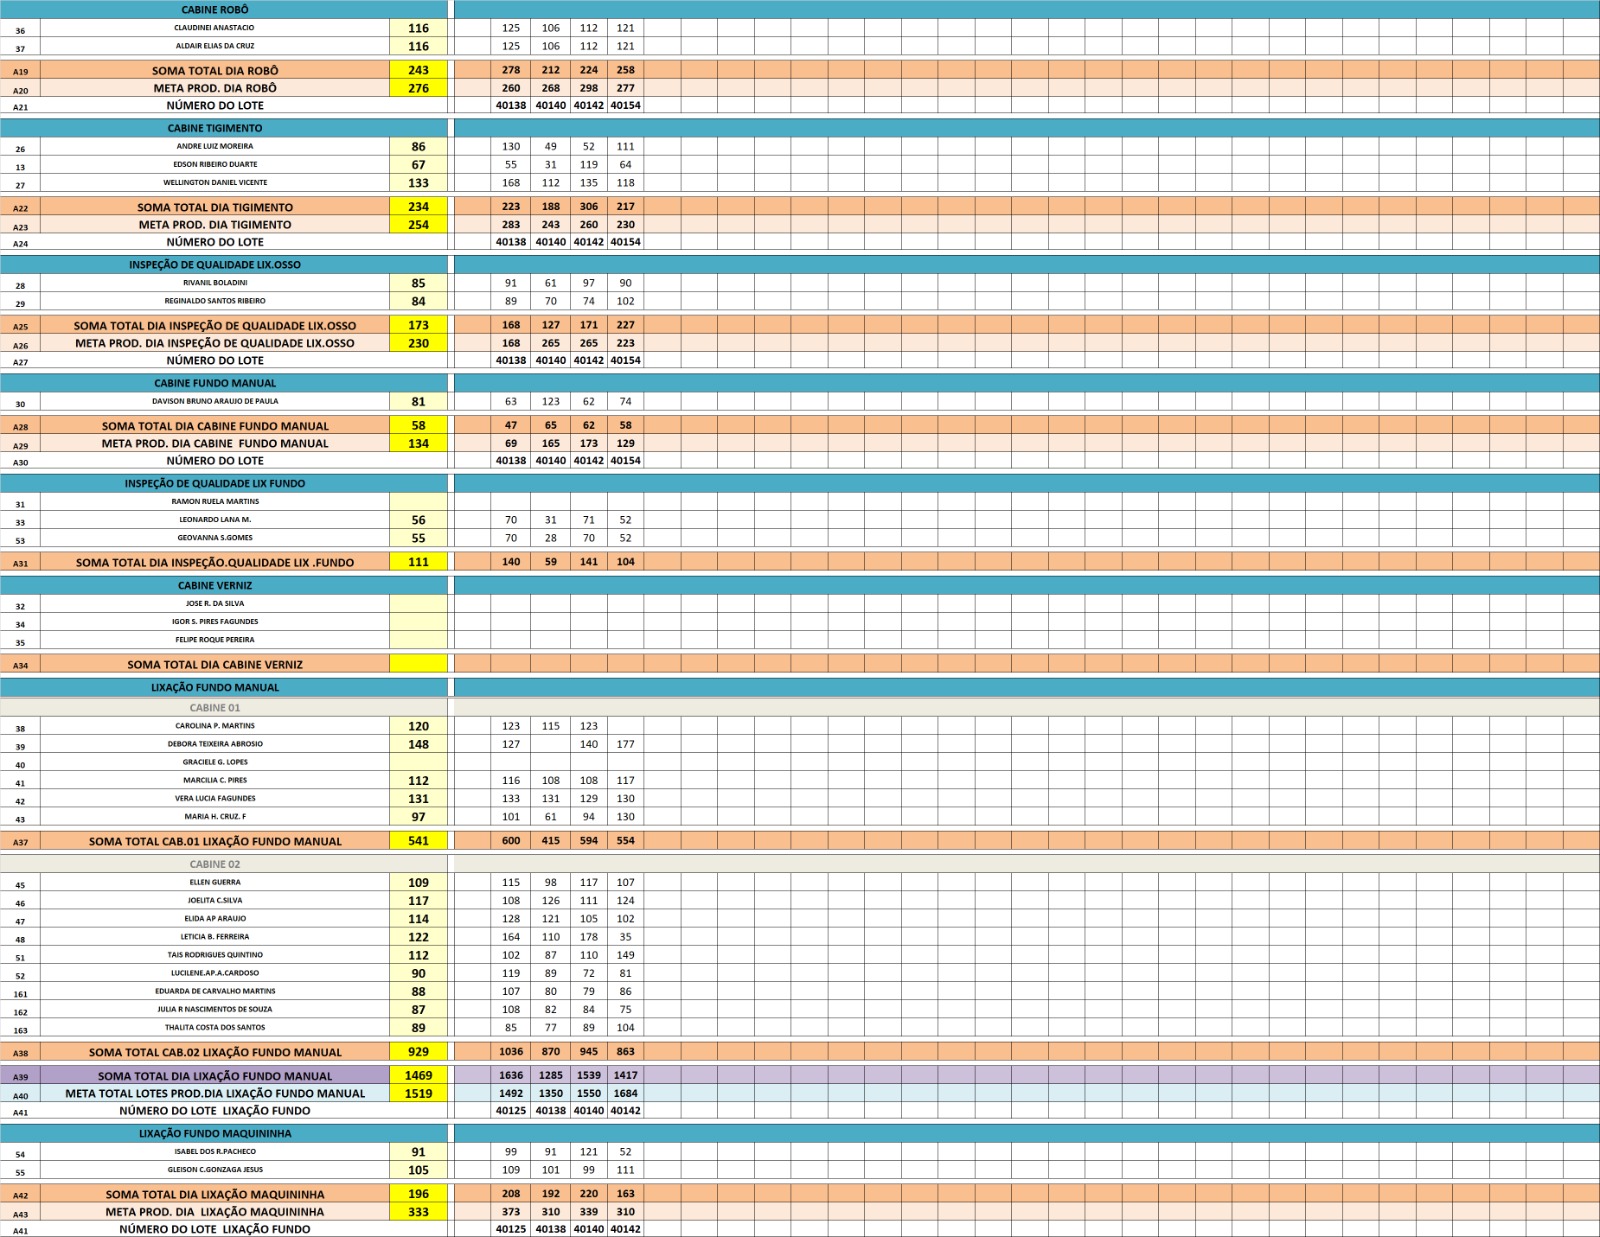 CABINE ROBÔ
36 CLAUDINEI ANASTACIO 116 125 106 112 121
37 ALDAIR ELIAS DA CRUZ 116 125 106 112 121
A19 SOMA TOTAL DIA ROBÔ 243 278 212 224 258
A20 META PROD. DIA ROBÔ 276 260 268 298 277
A21 NÚMERO DO LOTE 40138 40140 40142 40154
CABINE TIGIMENTO
26 ANDRE LUIZ MOREIRA 86 130 49 52 111
13 EDSON RIBEIRO DUARTE 67 55 31 119 64
27 WELLINGTON DANIEL VICENTE 133 168 112 135 118
A22 SOMA TOTAL DIA TIGIMENTO 234 223 188 306 217
A23 META PROD. DIA TIGIMENTO 254 283 243 260 230
A24 NÚMERO DO LOTE 40138 40140 40142 40154
INSPEÇÃO DE QUALIDADE LIX.OSSO
28 RIVANIL BOLADINI 85 91 61 97 90
29 REGINALDO SANTOS RIBEIRO 84 89 70 74 102
A25 SOMA TOTAL DIA INSPEÇÃO DE QUALIDADE LIX.OSSO 173 168 127 171 227
A26 META PROD. DIA INSPEÇÃO DE QUALIDADE LIX.OSSO 230 168 265 265 223
A27 NÚMERO DO LOTE 40138 40140 40142 40154
CABINE FUNDO MANUAL
30 DAVISON BRUNO ARAUJO DE PAULA 81 63 123 62 74
A28 SOMA TOTAL DIA CABINE FUNDO MANUAL 58 47 65 62 58
A29 META PROD. DIA CABINE FUNDO MANUAL 134 69 165 173 129
A30 NÚMERO DO LOTE 40138 40140 40142 40154
INSPEÇÃO DE QUALIDADE LIX FUNDO
31 RAMON RUELA MARTINS
33 LEONARDO LANA M. 56 70 31 71 52
53 GEOVANNA S.GOMES 55 70 28 70 52
A31 SOMA TOTAL DIA INSPEÇÃO.QUALIDADE LIX .FUNDO 111 140 59 141 104
CABINE VERNIZ
32 JOSE R. DA SILVA
34 IGOR S. PIRES FAGUNDES
35 FELIPE ROQUE PEREIRA
A34 SOMA TOTAL DIA CABINE VERNIZ
LIXAÇÃO FUNDO MANUAL
CABINE 01
38 CAROLINA P. MARTINS 120 123 115 123
39 DEBORA TEIXEIRA ABROSIO 148 127 140 177
40 GRACIELE G. LOPES
41 MARCILIA C. PIRES 112 116 108 108 117
42 VERA LUCIA FAGUNDES 131 133 131 129 130
43 MARIA H. CRUZ. F 97 101 61 94 130
A37 SOMA TOTAL CAB.01 LIXAÇÃO FUNDO MANUAL 541 600 415 594 554
CABINE 02
45 ELLEN GUERRA 109 115 98 117 107
46 JOELITA C.SILVA 117 108 126 111 124
47 ELIDA AP ARAUJO 114 128 121 105 102
48 LETICIA B. FERREIRA 122 164 110 178 35
51 TAIS RODRIGUES QUINTINO 112 102 87 110 149
52 LUCILENE.AP.A.CARDOSO 90 119 89 72 81
161 EDUARDA DE CARVALHO MARTINS 88 107 80 79 86
162 JULIA R NASCIMENTOS DE SOUZA 87 108 82 84 75
163 THALITA COSTA DOS SANTOS 89 85 77 89 104
A38 SOMA TOTAL CAB.02 LIXAÇÃO FUNDO MANUAL 929 1036 870 945 863
A39 SOMA TOTAL DIA LIXAÇÃO FUNDO MANUAL 1469 1636 1285 1539 1417
A40 META TOTAL LOTES PROD.DIA LIXAÇÃO FUNDO MANUAL 1519 1492 1350 1550 1684
A41 NÚMERO DO LOTE LIXAÇÃO FUNDO 40125 40138 40140 40142
LIXAÇÃO FUNDO MAQUININHA
54 ISABEL DOS R.PACHECO 91 99 91 121 52
55 GLEISON C.GONZAGA JESUS 105 109 101 99 111
A42 SOMA TOTAL DIA LIXAÇÃO MAQUININHA 196 208 192 220 163
A43 META PROD. DIA LIXAÇÃO MAQUININHA 333 373 310 339 310
A41 NÚMERO DO LOTE LIXAÇÃO FUNDO 40125 40138 40140 40142